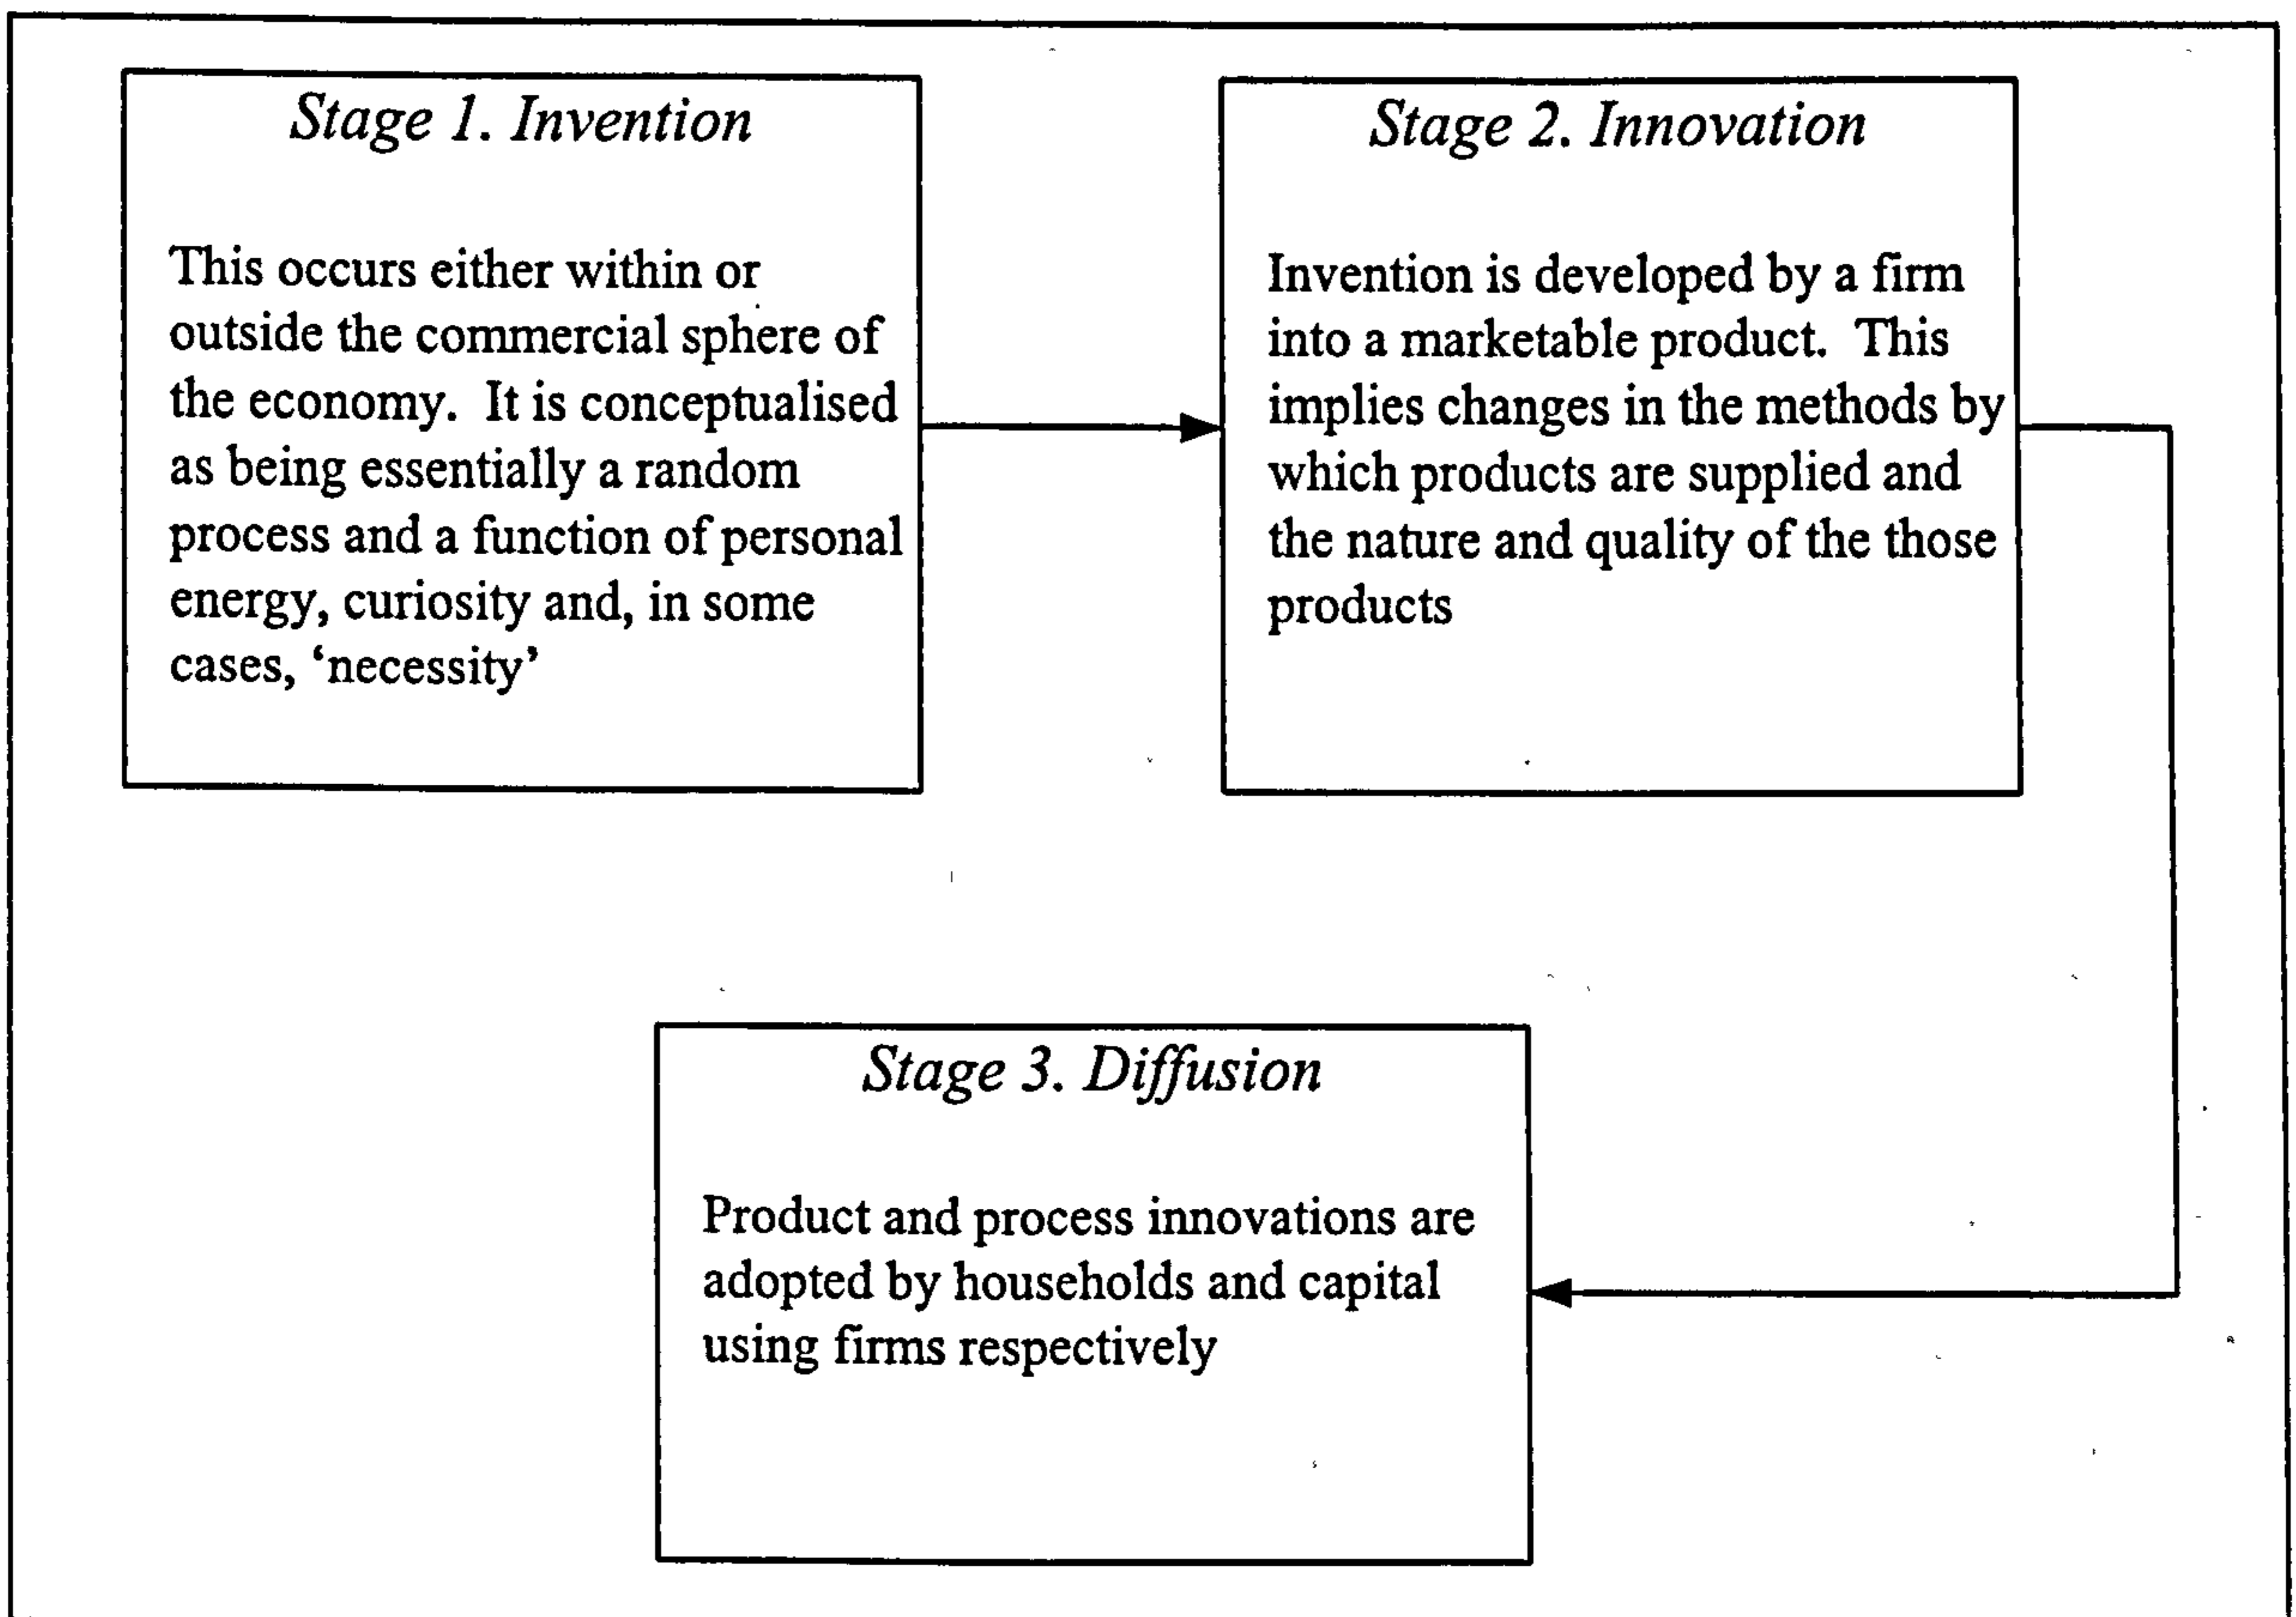 Stage 1. Invention
This occurs either within or
outside the commercial sphere of
the economy.  It is conceptualised
as being essentially a random
process and a function of personal
energy, curiosity and, in some
cases, ‘necessity’
Stage 2. Innovation
Invention is developed by a firm
into a marketable product.  This
implies changes in the methods by
which products are supplied and
the nature and quality of the those
products
Stage 3. Diffusion
Product and process innovations are
adopted by households and capital
using firms respectively